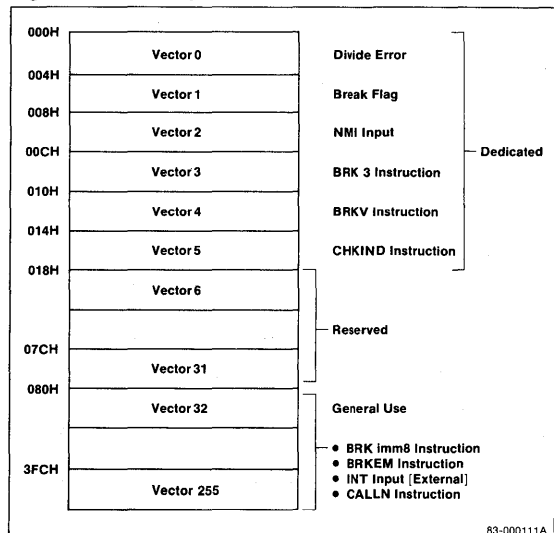 000H
Vector 0 Divide Error
004H
Vector 1 Break Flag
008H
Vector 2 NMI Input
00CH Dedicated
Vector 3 BRK 3 Instruction
010H
Vector 4 BRKV Instruction
014H
Vector 5 CHKIND Instruction
018H
Vector 6
Reserved
07CH
Vector 31
080H
Vector 32 General Use
• BRK imm8 Instruction
• BRKEM Instruction
3FCH • INT Input [External]
• CALLN Instruction
Vector 255
83-000111A